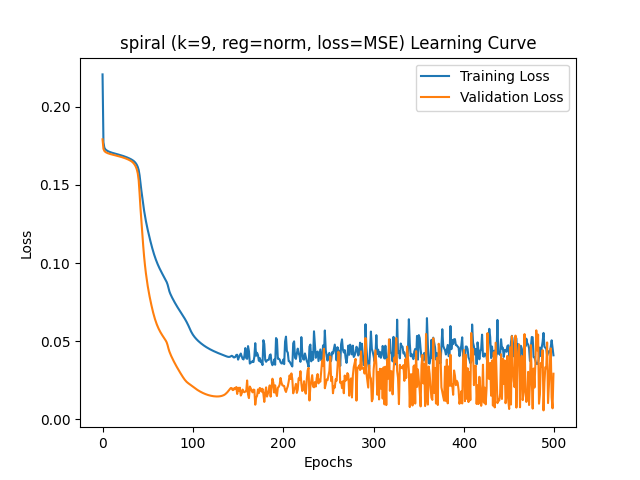 spiral (k=9, reg=norm, loss=MSE) Learning Curve
Training Loss
Validation Loss
0.20
0.15
0.10
0.05
0.00
Loss
0
100
200
300
400
500
Epochs